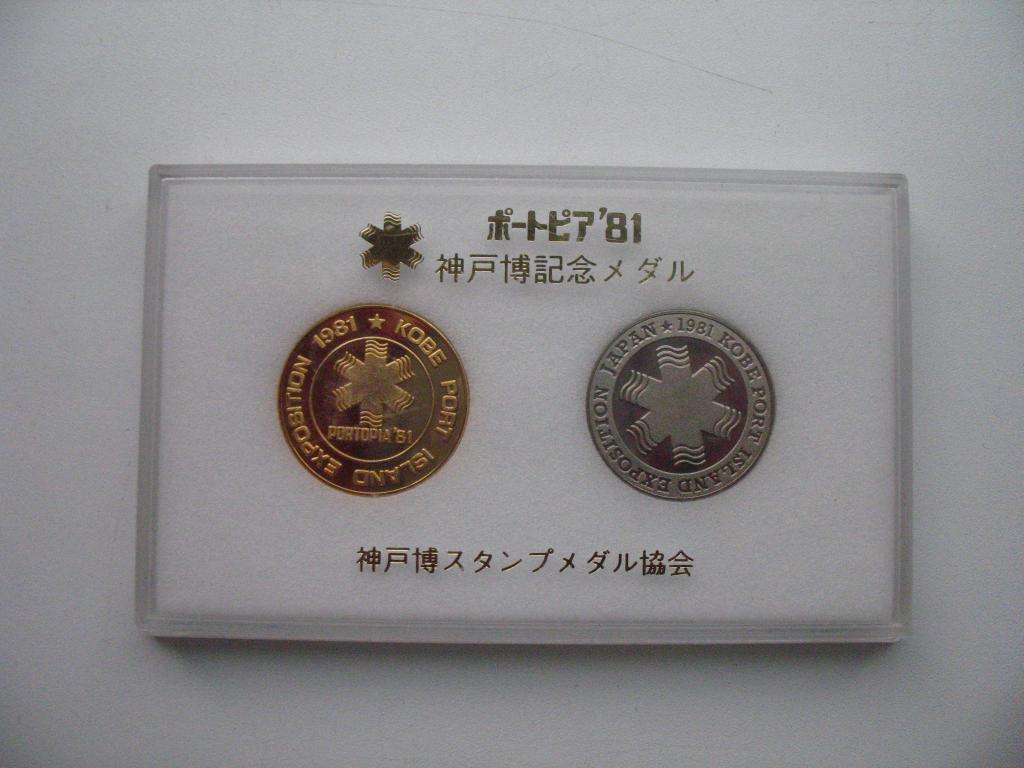 ポートピア'81
神戸博記念メダル
1981 ★ KOBE PORT ISLAND EXPOSITION
PORTOPIA'81
JAPAN ★ 1981 KOBE PORT ISLAND EXPOSITION
神戸博スタンプメダル協会